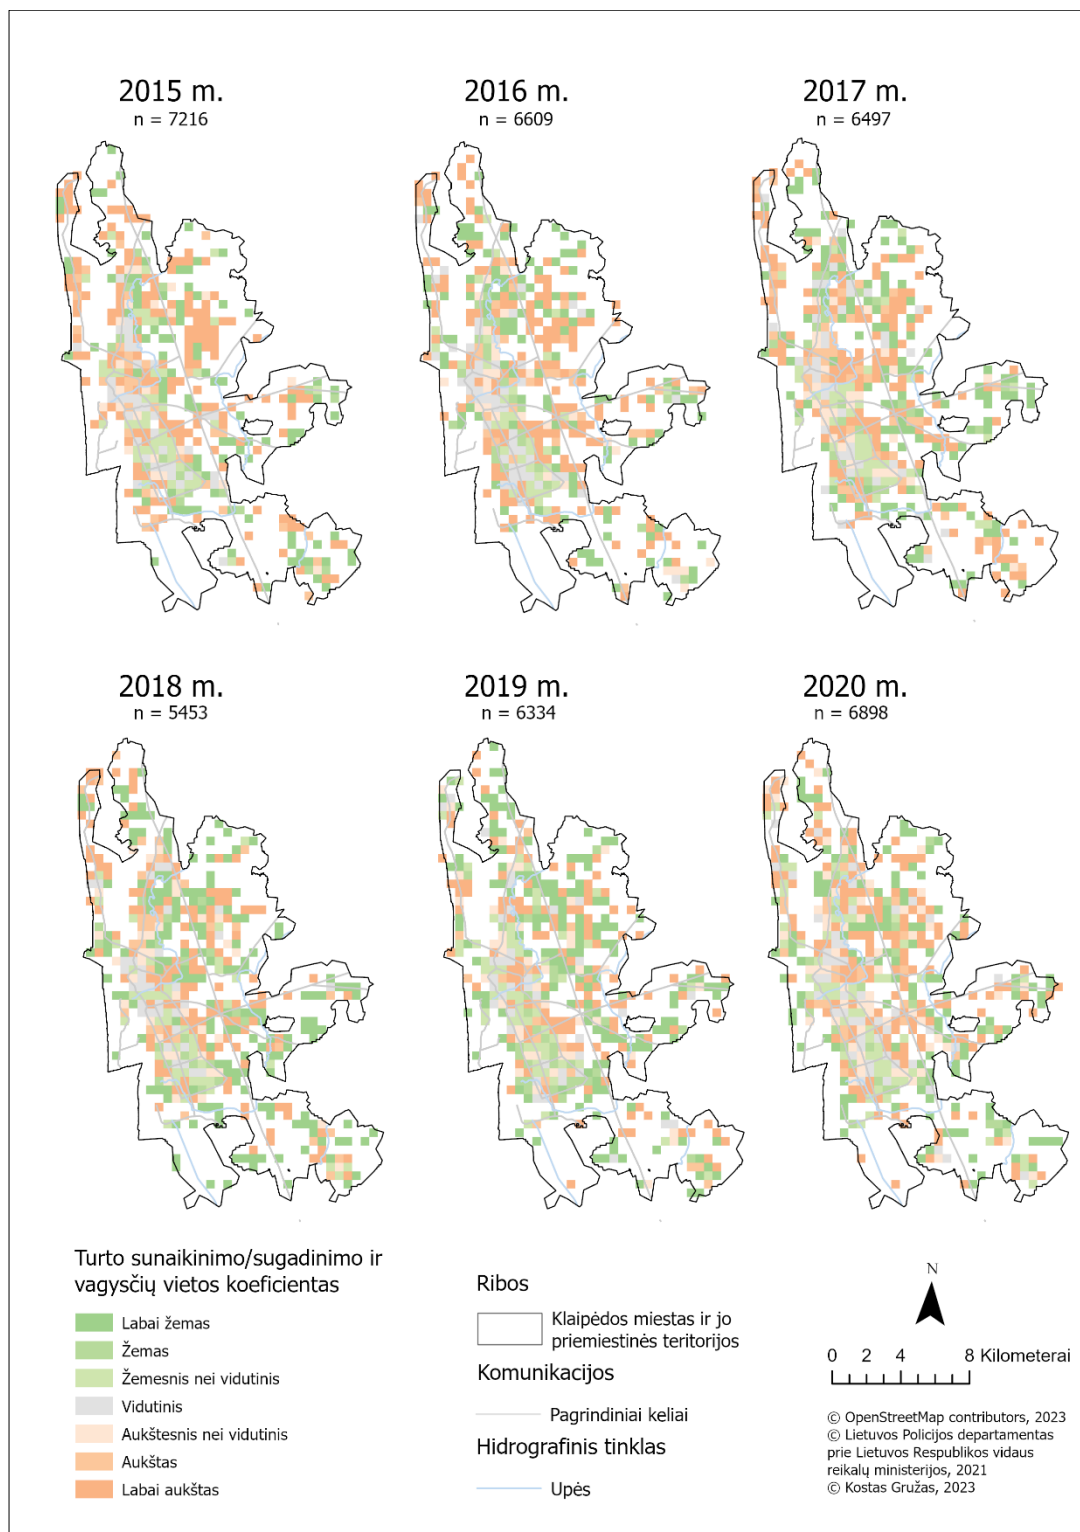 2015 m.
n = 7216
2016 m.
n = 6609
2017 m.
n = 6497
2018 m.
n = 5453
2019 m.
n = 6334
2020 m.
n = 6898
Turto sunaikinimo/sugadinimo ir
vagysčių vietos koeficientas
Labai žemas
Žemas
Žemesnis nei vidutinis
Vidutinis
Aukštesnis nei vidutinis
Aukštas
Labai aukštas
Ribos
Klaipėdos miestas ir jo
priemiestinės teritorijos
Komunikacijos
Pagrindiniai keliai
Hidrografinis tinklas
Upės
N
0 2 4 8 Kilometerai
© OpenStreetMap contributors, 2023
© Lietuvos Policijos departamentas
prie Lietuvos Respublikos vidaus
reikalų ministerijos, 2021
© Kostas Gružas, 2023